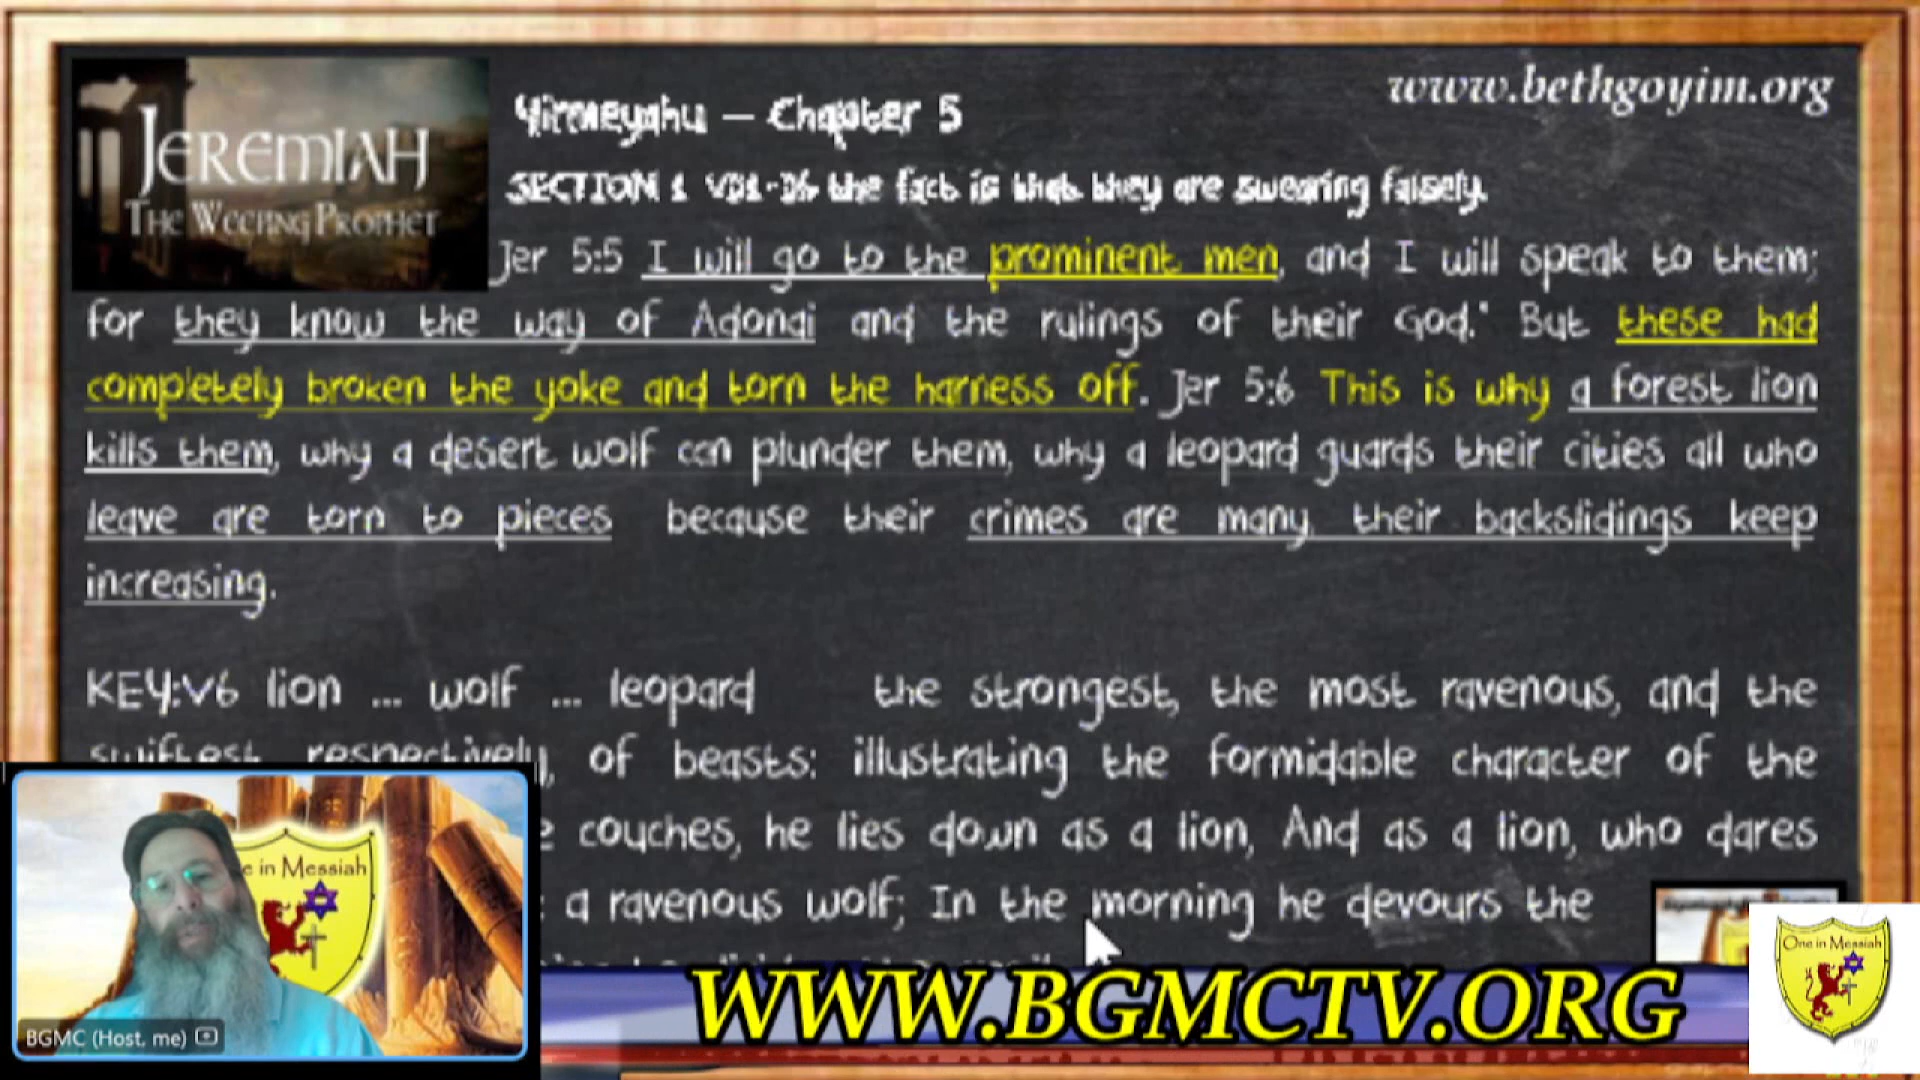 www.bethgoyim.org
JEREMIAH
THE WEEPING PROPHET
Yirmeyahu – Chapter 5
SECTION 1 the fact is that they are swearing falsely.
Jer 5:5 I will go to the prominent men, and I will speak to them;
for they know the way of Adonai and the rulings of their God." But these had
completely broken the yoke and torn the harness off. Jer 5:6 This is why a forest lion
kills them, why a desert wolf can plunder them, why a leopard guards their cities all who
leave are torn to pieces because their crimes are many, their backslidings keep
increasing.
KEY:V6 lion ... wolf ... leopard the strongest, the most ravenous, and the
swiftest respectively, of beasts: illustrating the formidable character of the
couches, he lies down as a lion, And as a lion, who dares
a ravenous wolf; In the morning he devours the
e in Messiah
BGMC (Host, me)
WWW.BGMCTV.ORG
One in Messiah